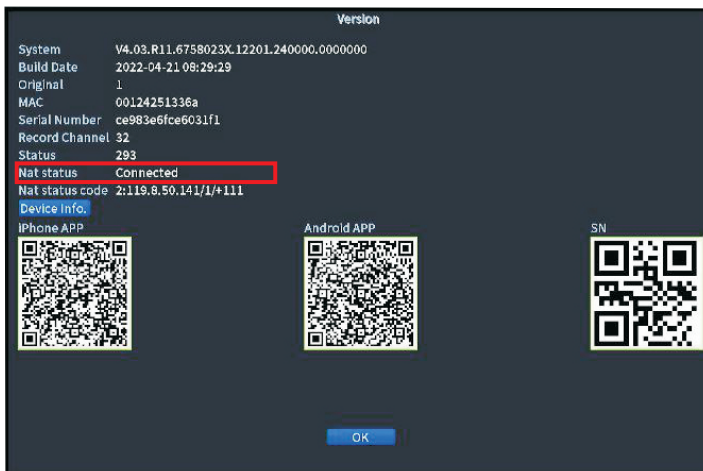 Version
System V4.03.R11.6758023X.12201.240000.0000000
Build Date 2022-04-21 08:29:29
Original 1
MAC 00124251336a
Serial Number ce983e6fce6031f1
Record Channel 32
Status 293
Nat status Connected
Nat status code 2:119.8.50.141/1/+111
Device Info.
iPhone APP Android APP SN
OK